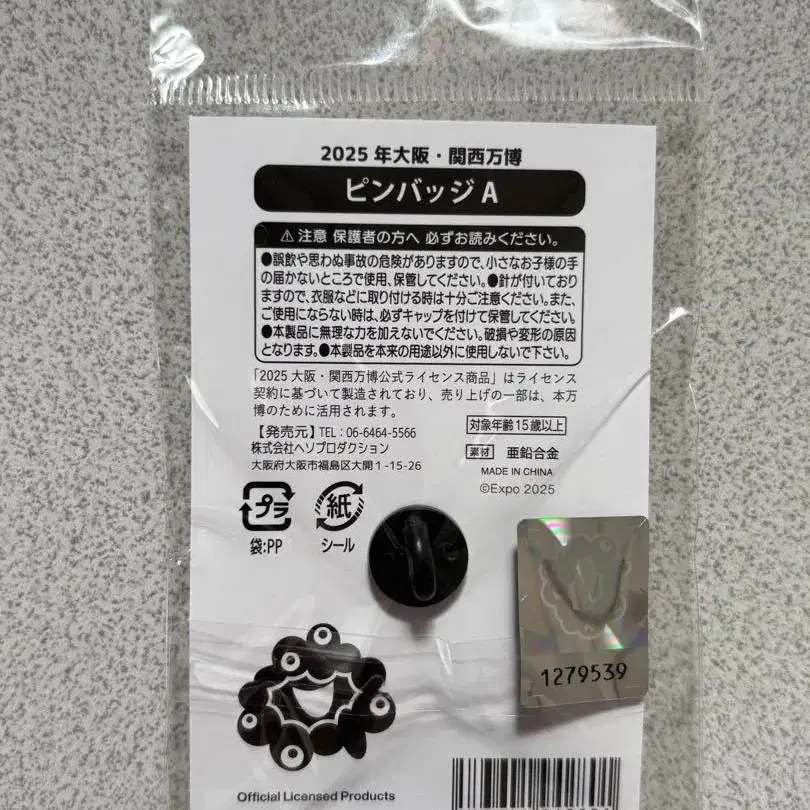 2025年大阪・関西万博
ピンバッジA
⚠注意 保護者の方へ 必ずお読みください。
●誤飲や思わぬ事故の危険がありますので、小さなお子様の手
の届かないところで使用、保管してください。●針が付いており
ますので、衣服などに取り付ける時は十分ご注意ください。また、
ご使用にならない時は、必ずキャップを付けて保管してください。
●本製品に無理な力を加えないでください。破損や変形の原因
となります。●本製品を本来の用途以外に使用しないで下さい。
「2025大阪・関西万博公式ライセンス商品」はライセンス
契約に基づいて製造されており、売り上げの一部は、本万
博のために活用されます。
【発売元】TEL：06-6464-5566
株式会社ヘソプロダクション
大阪府大阪市福島区大開1-15-26
対象年齢15歳以上
素材 亜鉛合金
MADE IN CHINA
©Expo 2025
プラ
袋:PP
紙
シール
1279539
Official Licensed Products